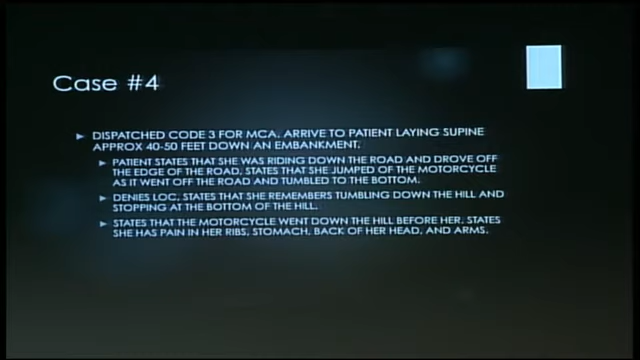 Case #4
DISPATCHED CODE 3 FOR MCA. ARRIVE TO PATIENT LAYING SUPINE
APPROX 40-50 FEET DOWN AN EMBANKMENT.
PATIENT STATES THAT SHE WAS RIDING DOWN THE ROAD AND DROVE OFF
THE EDGE OF THE ROAD. STATES THAT SHE JUMPED OF THE MOTORCYCLE
AS IT WENT OFF THE ROAD AND TUMBLED TO THE BOTTOM.
DENIES LOC, STATES THAT SHE REMEMBERS TUMBLING DOWN THE HILL AND
STOPPING AT THE BOTTOM OF THE HILL.
STATES THAT THE MOTORCYCLE WENT DOWN THE HILL BEFORE HER. STATES
SHE HAS PAIN IN HER RIBS, STOMACH, BACK OF HER HEAD, AND ARMS.